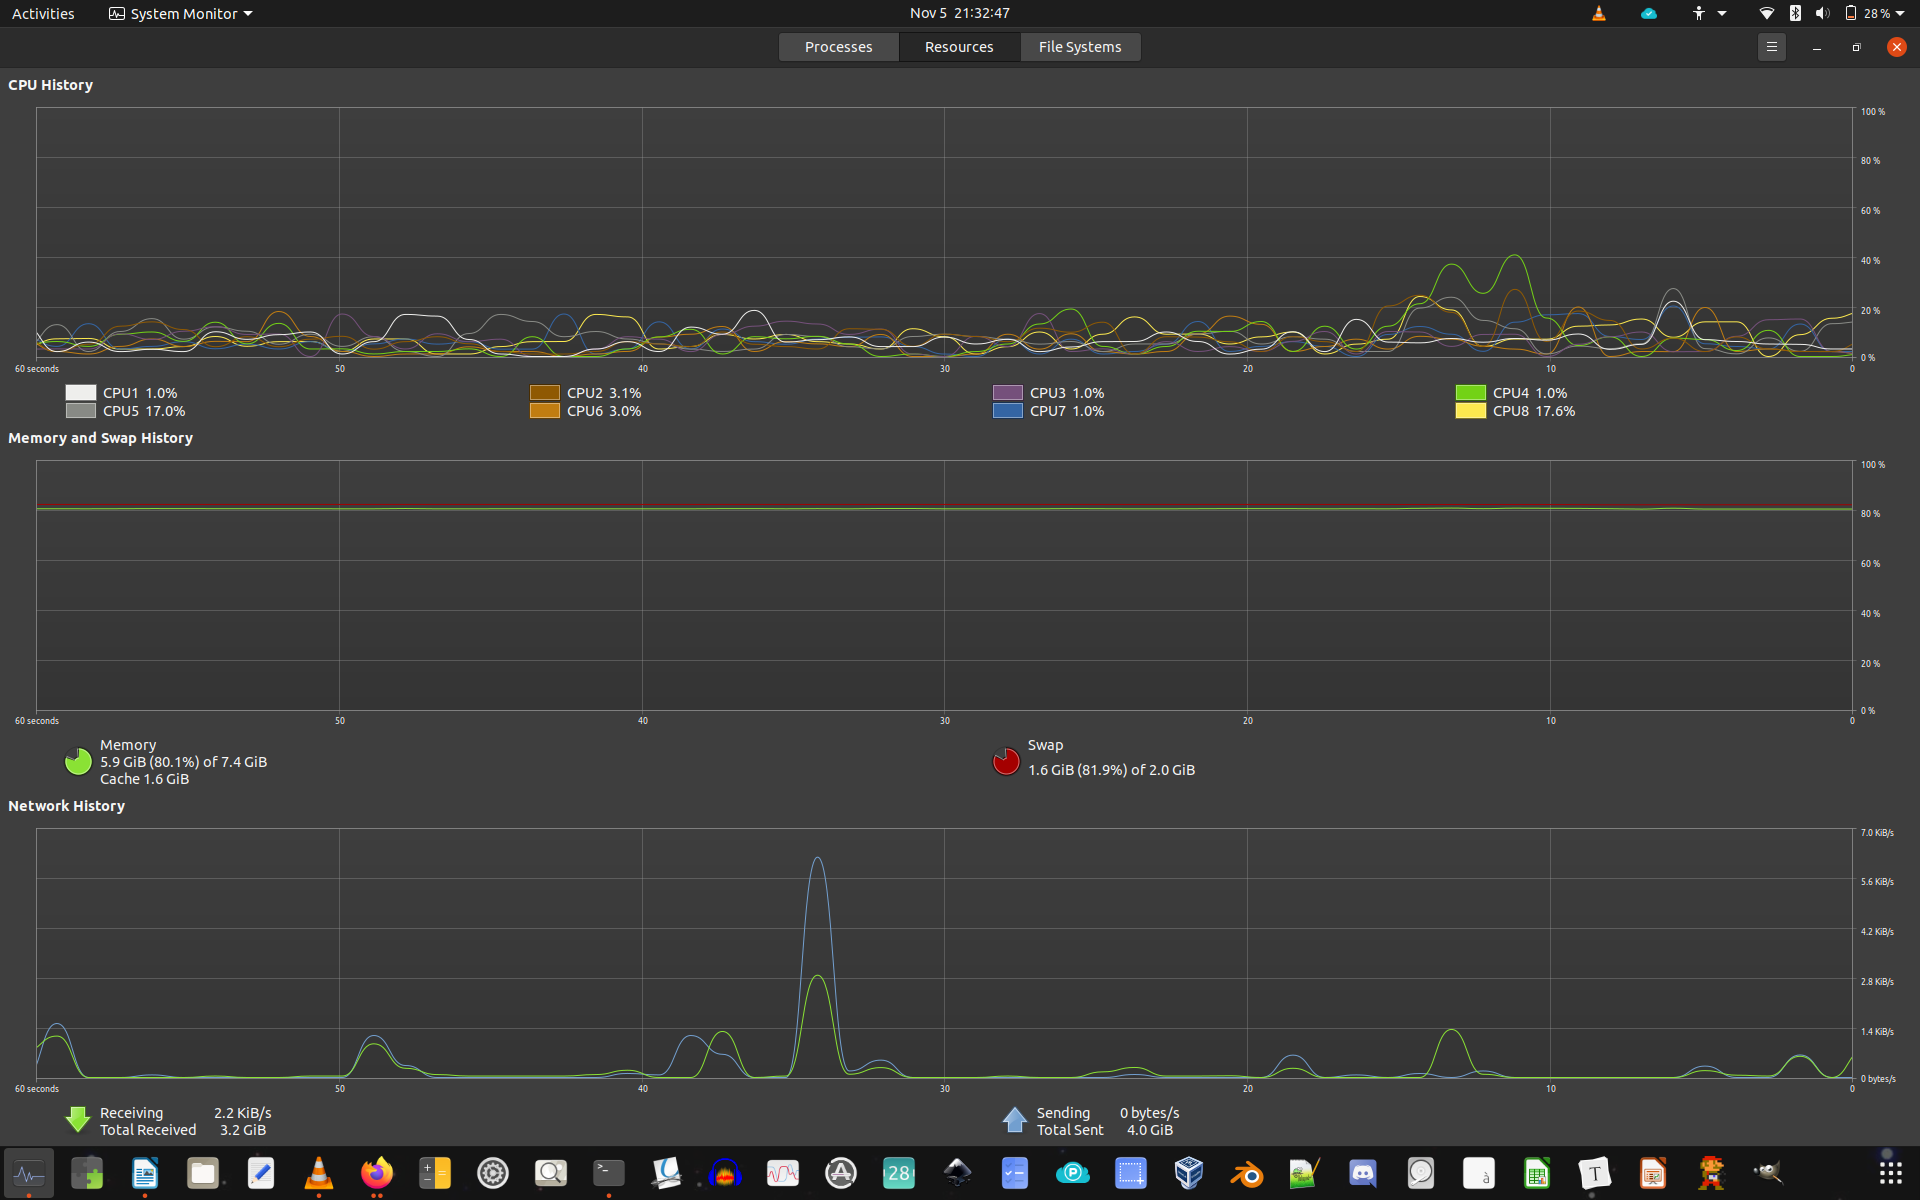 Activities System Monitor Nov 5 21:32:47 28 %
Processes Resources File Systems
CPU History
100 %
80 %
60 %
40 %
20 %
0 %
60 seconds 50 40 30 20 10 0
CPU1 1.0% CPU2 3.1% CPU3 1.0% CPU4 1.0%
CPU5 17.0% CPU6 3.0% CPU7 1.0% CPU8 17.6%
Memory and Swap History
100 %
80 %
60 %
40 %
20 %
0 %
60 seconds 50 40 30 20 10 0
Memory
5.9 GiB (80.1%) of 7.4 GiB
Cache 1.6 GiB
Swap
1.6 GiB (81.9%) of 2.0 GiB
Network History
7.0 KiB/s
5.6 KiB/s
4.2 KiB/s
2.8 KiB/s
1.4 KiB/s
0 bytes/s
60 seconds 50 40 30 20 10 0
Receiving 2.2 KiB/s
Total Received 3.2 GiB
Sending 0 bytes/s
Total Sent 4.0 GiB
28
à
T